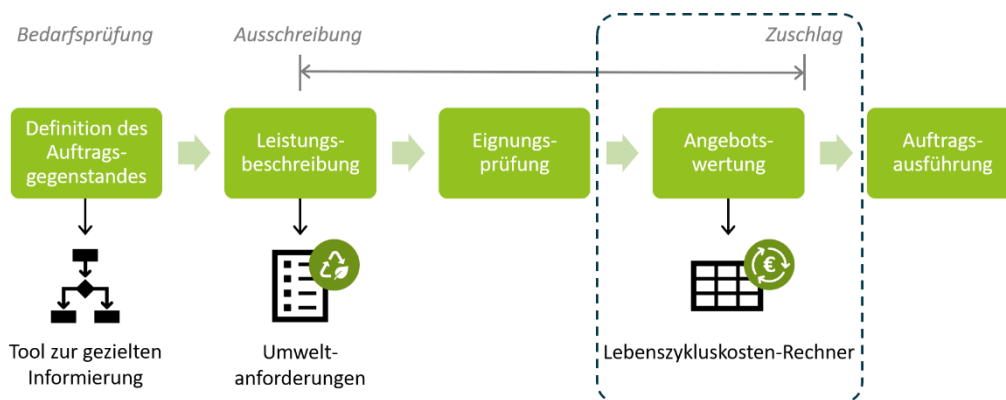 Bedarfsprüfung
Ausschreibung
Zuschlag
Definition des
Auftrags-
gegenstandes
Leistungs-
beschreibung
Eignungs-
prüfung
Angebots-
wertung
Auftrags-
ausführung
€
Tool zur gezielten
Informierung
Umwelt-
anforderungen
Lebenszykluskosten-Rechner